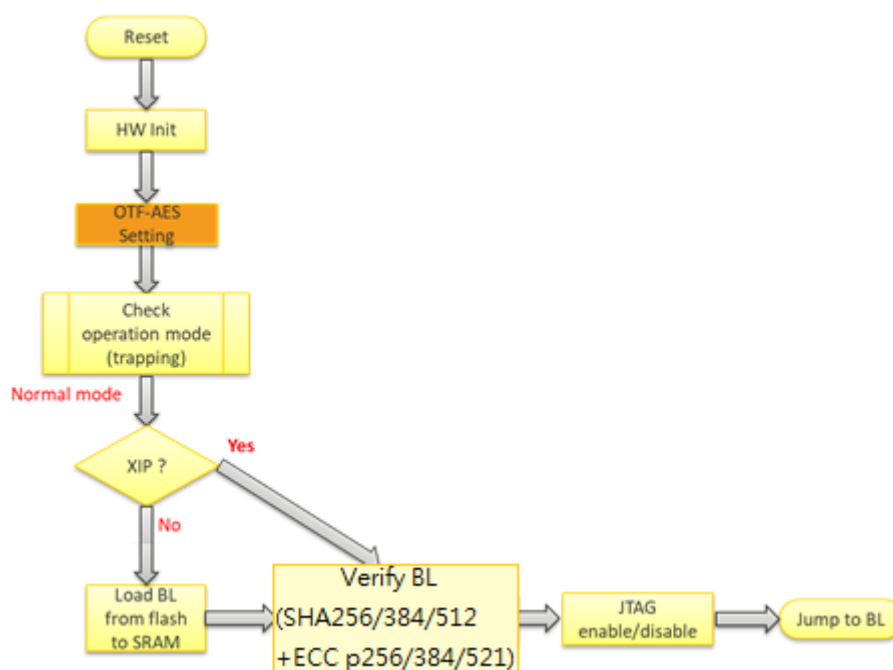 Reset
HW Init
OTF-AES
Setting
Check
operation mode
(trapping)
Normal mode
XIP ?
Yes
No
Load BL
from flash
to SRAM
Verify BL
(SHA256/384/512
+ECC p256/384/521)
JTAG
enable/disable
Jump to BL